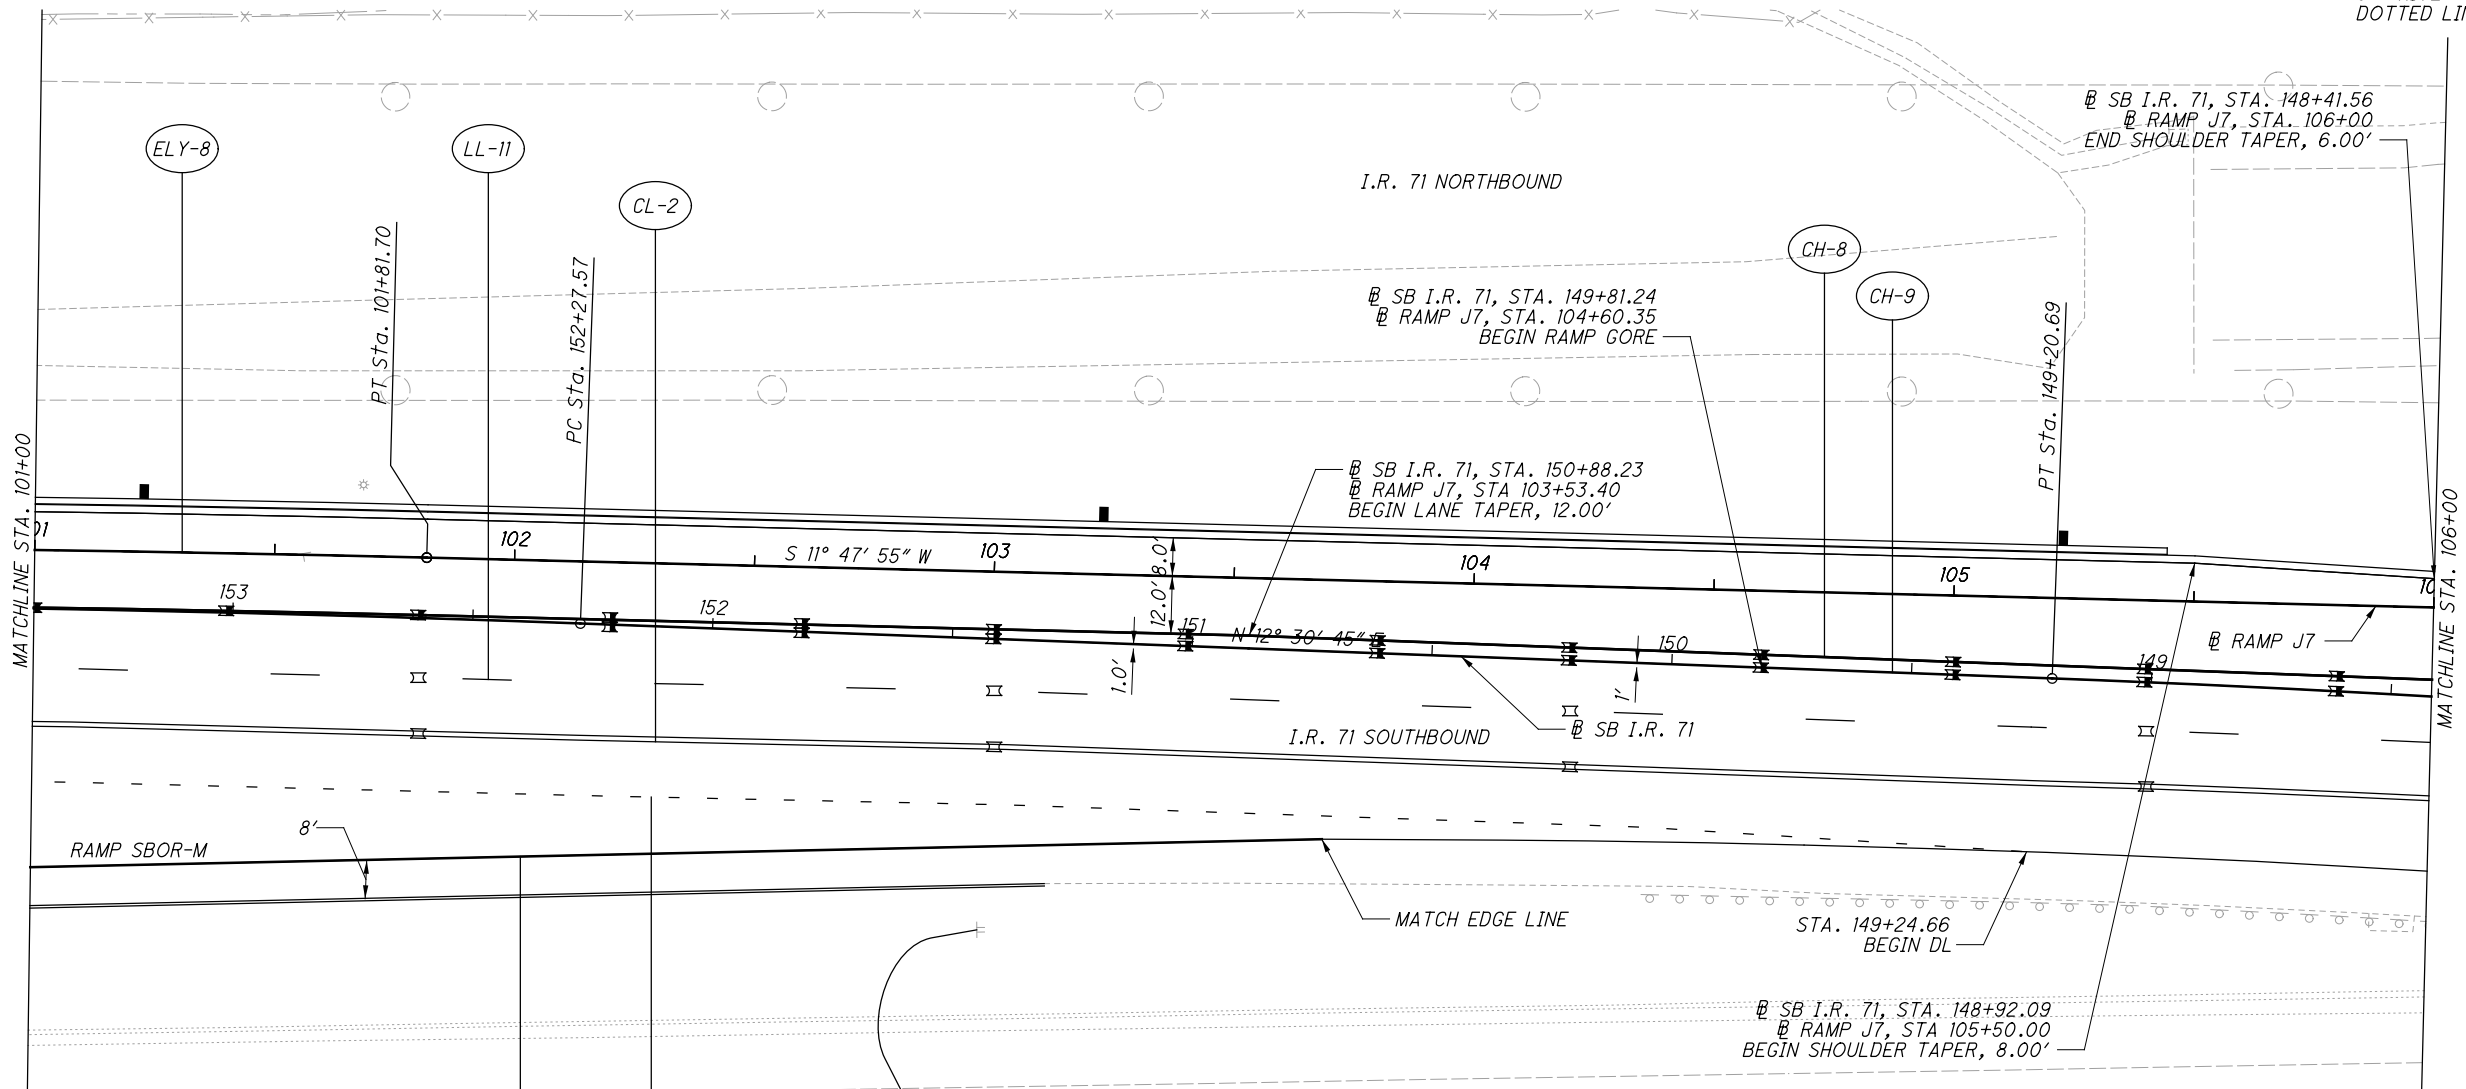 DOTTED LIN
℄ SB I.R. 71, STA. 148+41.56
℄ RAMP J7, STA. 106+00
END SHOULDER TAPER, 6.00'
ELY-8
LL-11
CL-2
I.R. 71 NORTHBOUND
CH-8
CH-9
PT Sta. 101+81.70
PC Sta. 152+27.57
℄ SB I.R. 71, STA. 149+81.24
℄ RAMP J7, STA. 104+60.35
BEGIN RAMP GORE
PT Sta. 149+20.69
MATCHLINE STA. 101+00
℄ SB I.R. 71, STA. 150+88.23
℄ RAMP J7, STA 103+53.40
BEGIN LANE TAPER, 12.00'
MATCHLINE STA. 106+00
01
102
S 11° 47' 55" W
103
8.0'
104
105
10
153
152
12.0'
151
N 12° 30' 45" E
150
149
℄ RAMP J7
1.0'
1'
℄ SB I.R. 71
I.R. 71 SOUTHBOUND
8'
RAMP SBOR-M
MATCH EDGE LINE
STA. 149+24.66
BEGIN DL
℄ SB I.R. 71, STA. 148+92.09
℄ RAMP J7, STA 105+50.00
BEGIN SHOULDER TAPER, 8.00'